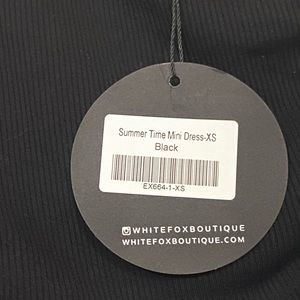 Summer Time Mini Dress-XS
Black
EX664-1-XS
WHITEFOXBOUTIQUE
WHITEFOXBOUTIQUE.COM